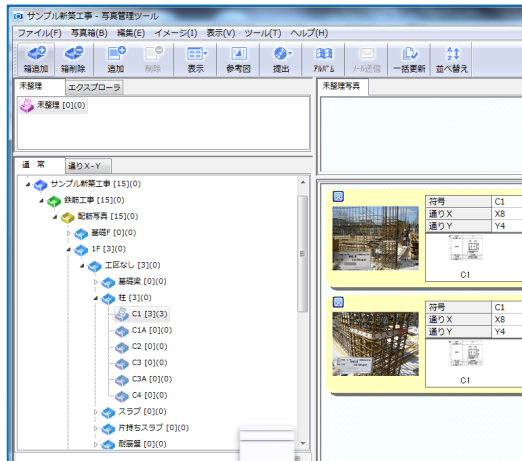 サンプル新築工事 - 写真管理ツール
ファイル(F) 写真箱(B) 編集(E) イメージ(I) 表示(V) ツール(T) ヘルプ(H)
箱追加 箱削除 追加 削除 表示 参考図 提出 ｱﾙﾊﾞﾑ ﾒｰﾙ送信 一括更新 並べ替え
未整理 エクスプローラ
未整理 [0](0)
未整理写真
通 常 通りX-Y
サンプル新築工事 [15](0)
鉄筋工事 [15](0)
配筋写真 [15](0)
基礎F [0](0)
1F [3](0)
工区なし [3](0)
基礎梁 [0](0)
柱 [3](0)
C1 [3](3)
C1A [0](0)
C2 [0](0)
C3 [0](0)
C3A [0](0)
C4 [0](0)
スラブ [0](0)
片持ちスラブ [0](0)
耐震壁 [0](0)
符号 C1
通りX X8
通りY Y4
C1
符号 C1
通りX X8
通りY Y4
C1